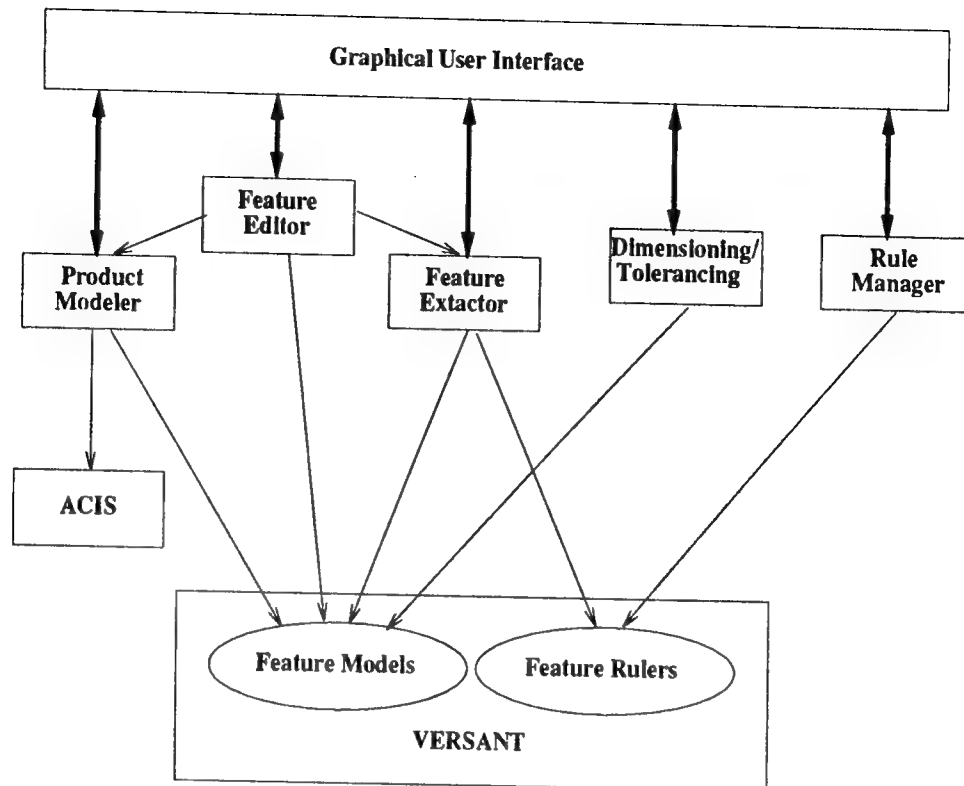 Graphical User Interface
Feature
Editor
Product
Modeler
Feature
Extactor
Dimensioning/
Tolerancing
Rule
Manager
ACIS
Feature Models
Feature Rulers
VERSANT